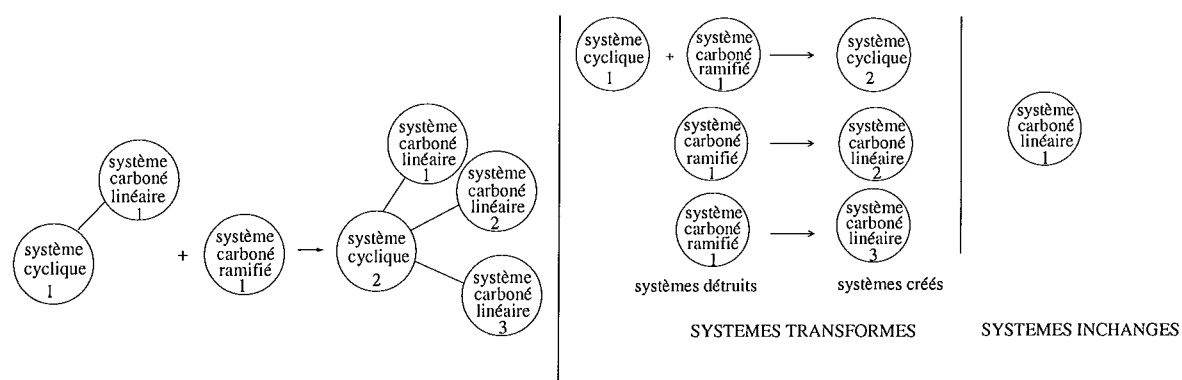 système
carboné
linéaire
1
système
cyclique
1
+
système
carboné
ramifié
1
système
carboné
linéaire
1
système
carboné
linéaire
2
système
cyclique
2
système
carboné
linéaire
3
système
cyclique
1
+
système
carboné
ramifié
1
système
cyclique
2
système
carboné
ramifié
1
système
carboné
linéaire
2
système
carboné
ramifié
1
système
carboné
linéaire
3
systèmes détruits
systèmes créés
SYSTEMES TRANSFORMES
système
carboné
linéaire
1
SYSTEMES INCHANGES